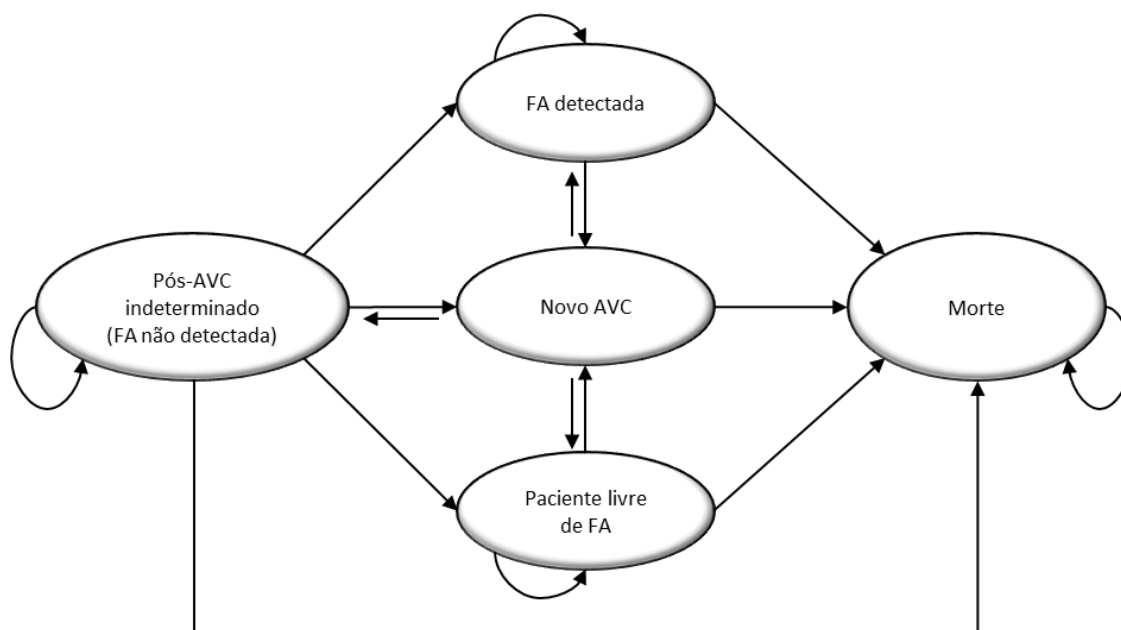 FA detectada
Pós-AVC
indeterminado
(FA não detectada)
Novo AVC
Morte
Paciente livre
de FA